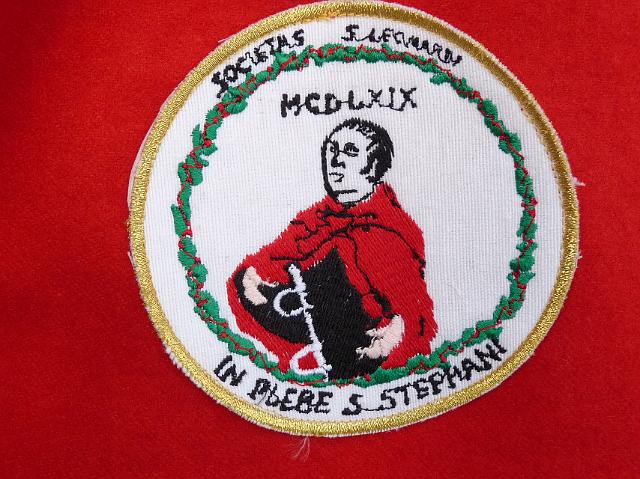 SOCIETAS S.LEONARDI
MCDLXIX
IN PLEBE S.STEPHANI